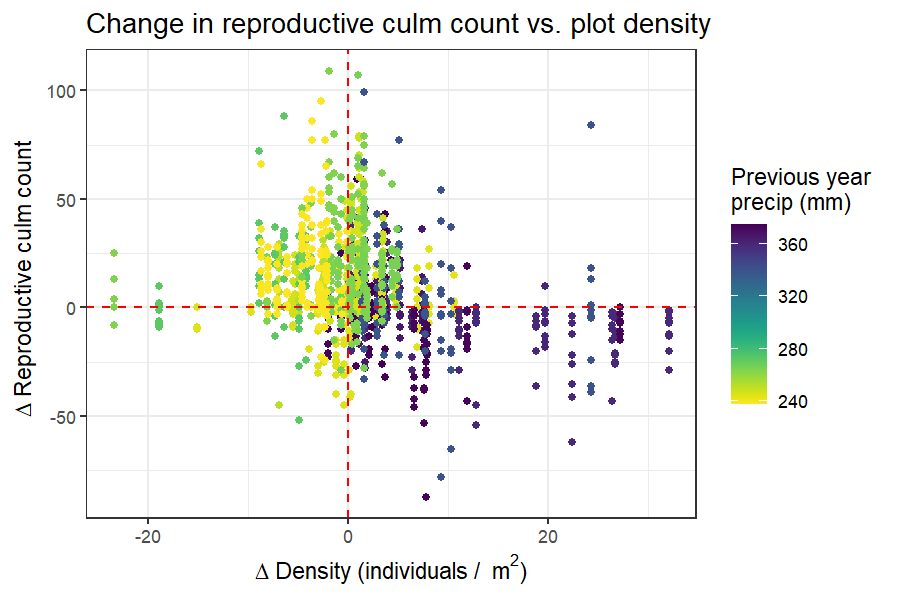 Change in reproductive culm count vs. plot density
Δ Reproductive culm count
100
50
0
-50
-20
0
20
Δ Density (individuals / m²)
Previous year
precip (mm)
360
320
280
240